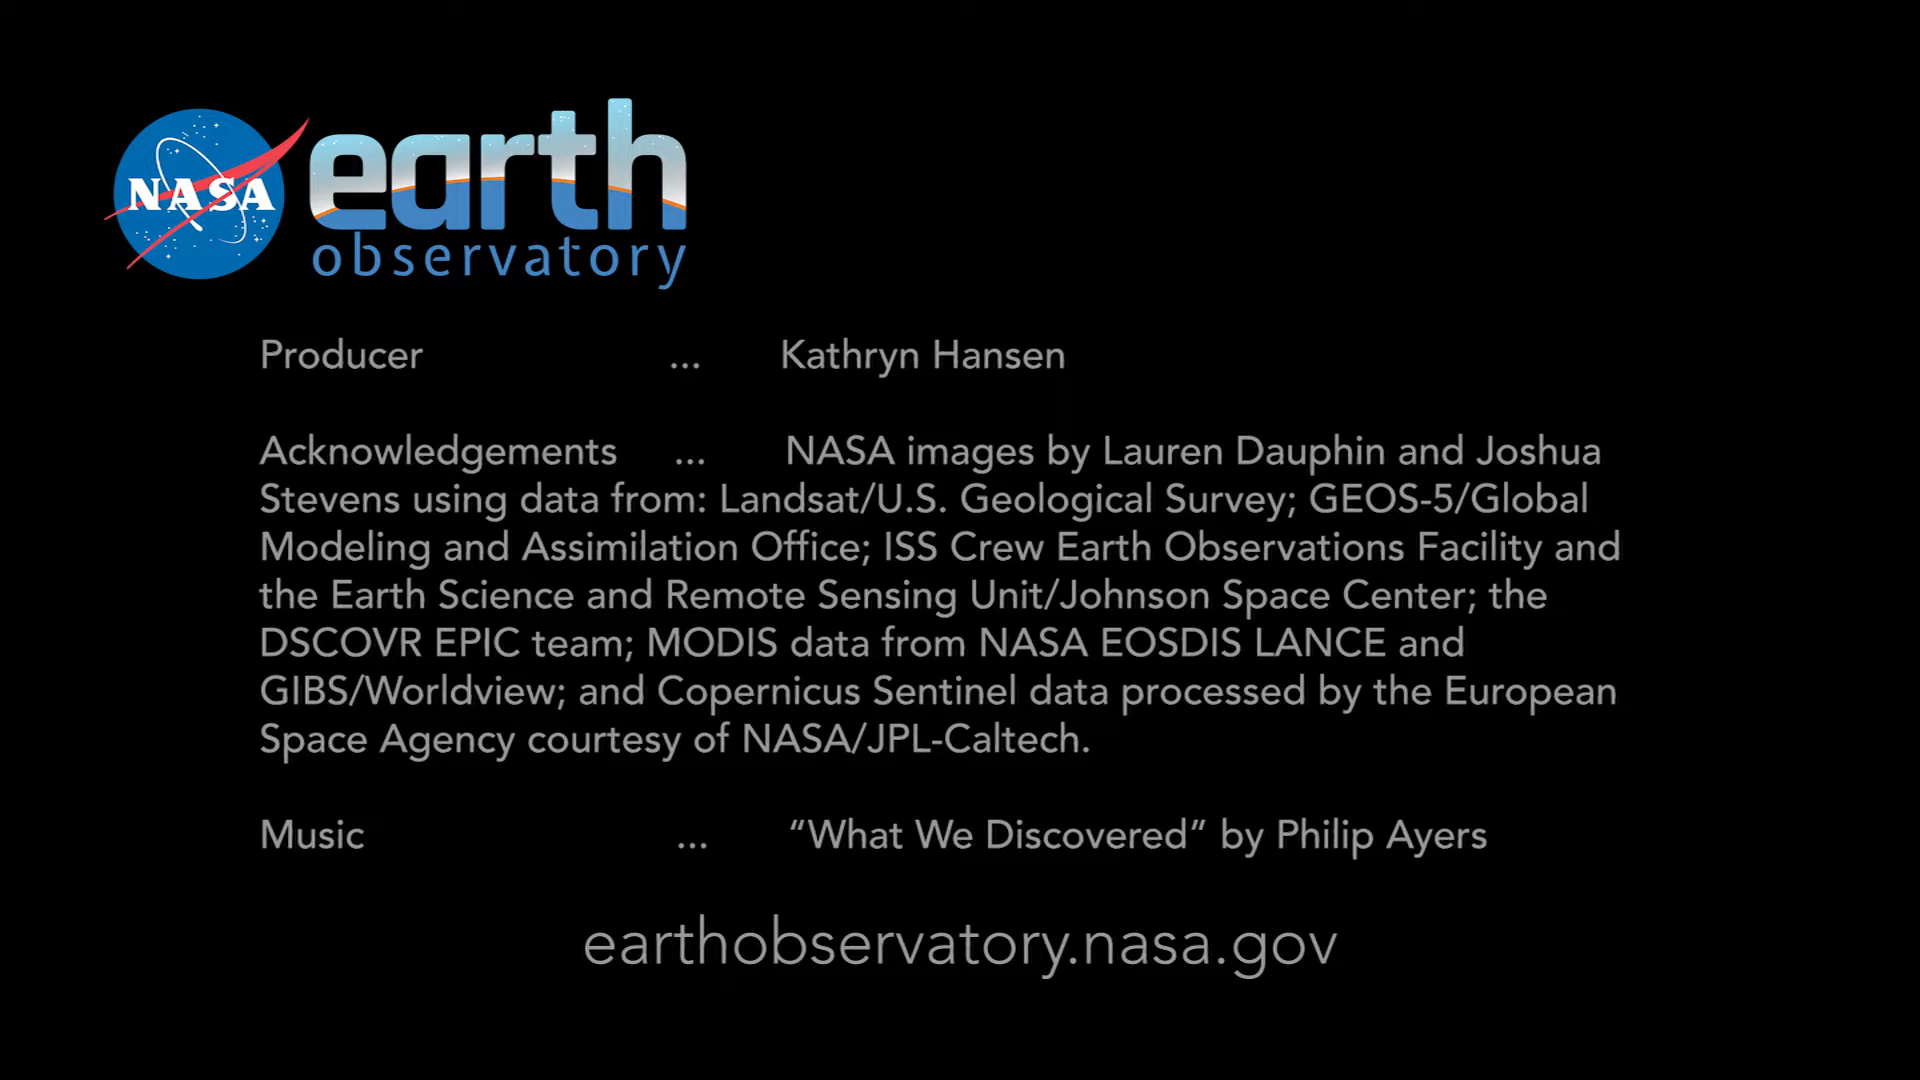 NASA
earth
observatory
Producer ... Kathryn Hansen
Acknowledgements ... NASA images by Lauren Dauphin and Joshua
Stevens using data from: Landsat/U.S. Geological Survey; GEOS-5/Global
Modeling and Assimilation Office; ISS Crew Earth Observations Facility and
the Earth Science and Remote Sensing Unit/Johnson Space Center; the
DSCOVR EPIC team; MODIS data from NASA EOSDIS LANCE and
GIBS/Worldview; and Copernicus Sentinel data processed by the European
Space Agency courtesy of NASA/JPL-Caltech.
Music ... “What We Discovered” by Philip Ayers
earthobservatory.nasa.gov